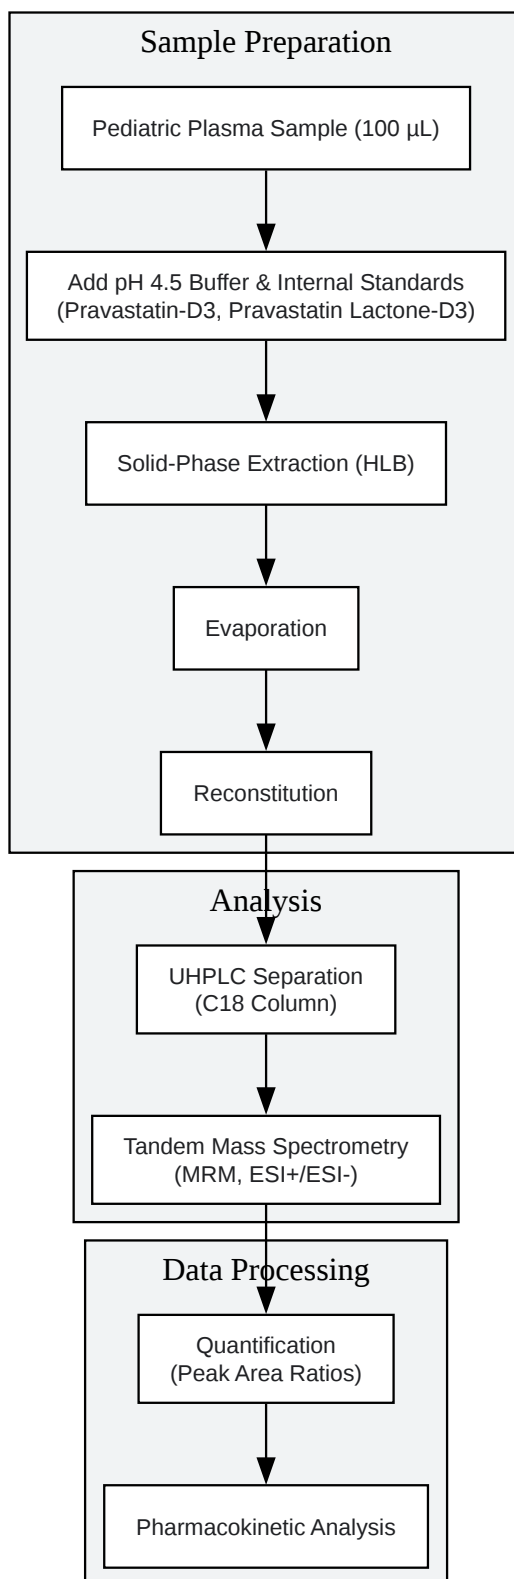 Sample Preparation
Pediatric Plasma Sample (100 µL)
Add pH 4.5 Buffer & Internal Standards
(Pravastatin-D3, Pravastatin Lactone-D3)
Solid-Phase Extraction (HLB)
Evaporation
Reconstitution
Analysis
UHPLC Separation
(C18 Column)
Tandem Mass Spectrometry
(MRM, ESI+/ESI-)
Data Processing
Quantification
(Peak Area Ratios)
Pharmacokinetic Analysis